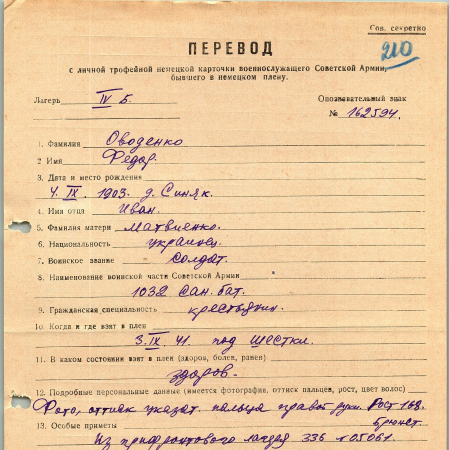 Сов. секретно
210
ПЕРЕВОД
с личной трофейной немецкой карточки военнослужащего Советской Армии,
бывшего в немецком плену.
Лагерь IV Б. Опознавательный знак
№ 162594.
1. Фамилия Оводенко
2 Имя Федор.
3. Дата и место рождения
4. IX. 1903. д. Синяк.
4. Имя отца Иван.
5. Фамилия матери Матвиенко.
6. Национальность украинец.
7. Воинское звание солдат.
8. Наименование воинской части Советской Армии
1032 Сан. бат.
9. Гражданская специальность крестьянин.
10. Когда и где взят в плен
3. IX. 41. под Шестки.
11. В каком состоянии взят в плен (здоров, болен, ранен)
здоров.
12. Подробные персональные данные (имеется фотография, оттиск пальцев, рост, цвет волос)
Фото, оттиск указат. пальца правой руки. Рост 168.
13. Особые приметы брюнет.
Из прифронтового лагеря 336